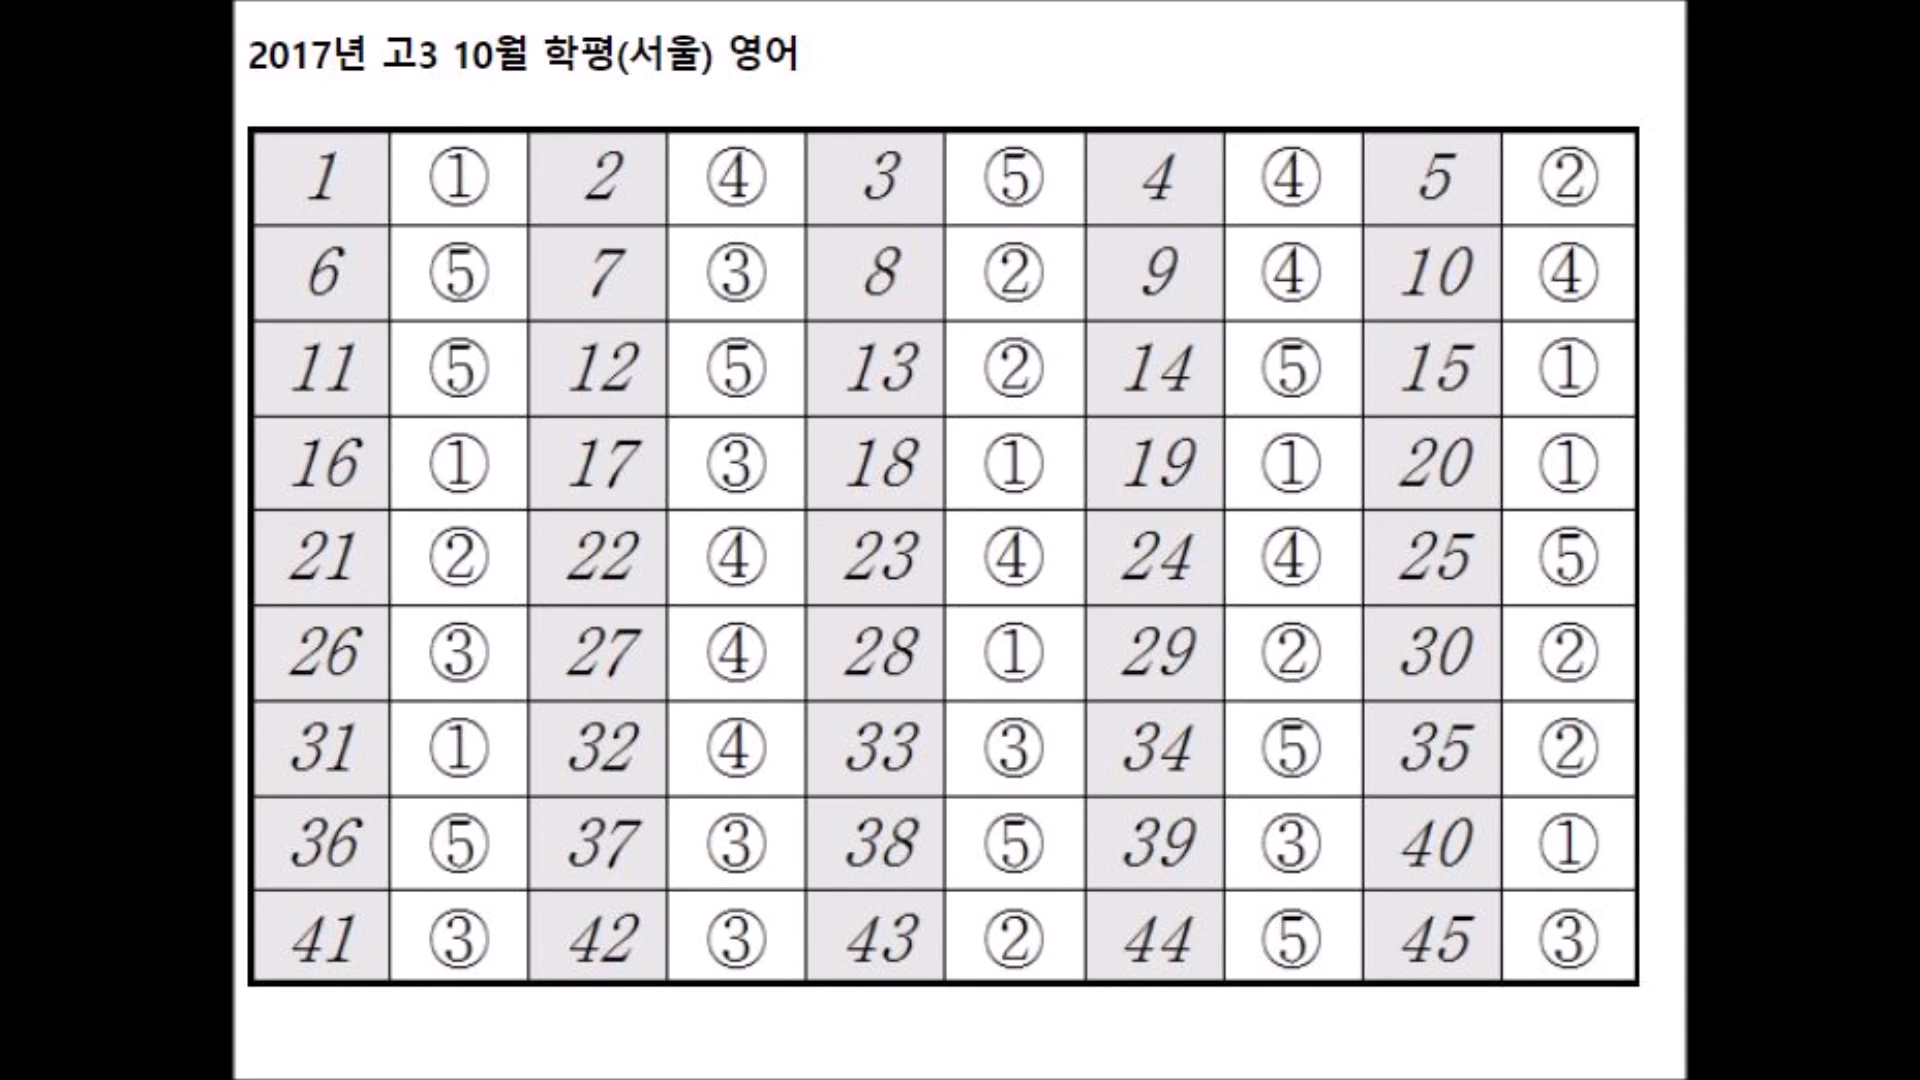 2017년 고3 10월 학평(서울) 영어
1 ① 2 ④ 3 ⑤ 4 ④ 5 ②
6 ⑤ 7 ③ 8 ② 9 ④ 10 ④
11 ⑤ 12 ⑤ 13 ② 14 ⑤ 15 ①
16 ① 17 ③ 18 ① 19 ① 20 ①
21 ② 22 ④ 23 ④ 24 ④ 25 ⑤
26 ③ 27 ④ 28 ① 29 ② 30 ②
31 ① 32 ④ 33 ③ 34 ⑤ 35 ②
36 ⑤ 37 ③ 38 ⑤ 39 ③ 40 ①
41 ③ 42 ③ 43 ② 44 ⑤ 45 ③